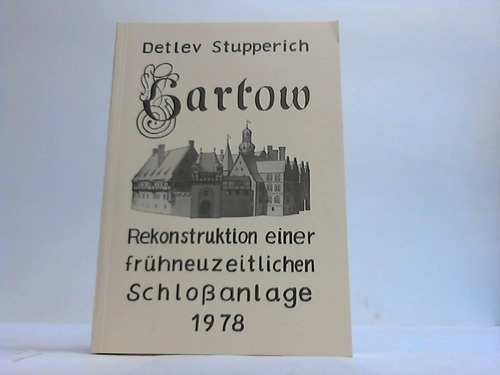 Detlev Stupperich
Gartow
Rekonstruktion einer
frühneuzeitlichen
Schloßanlage
1978